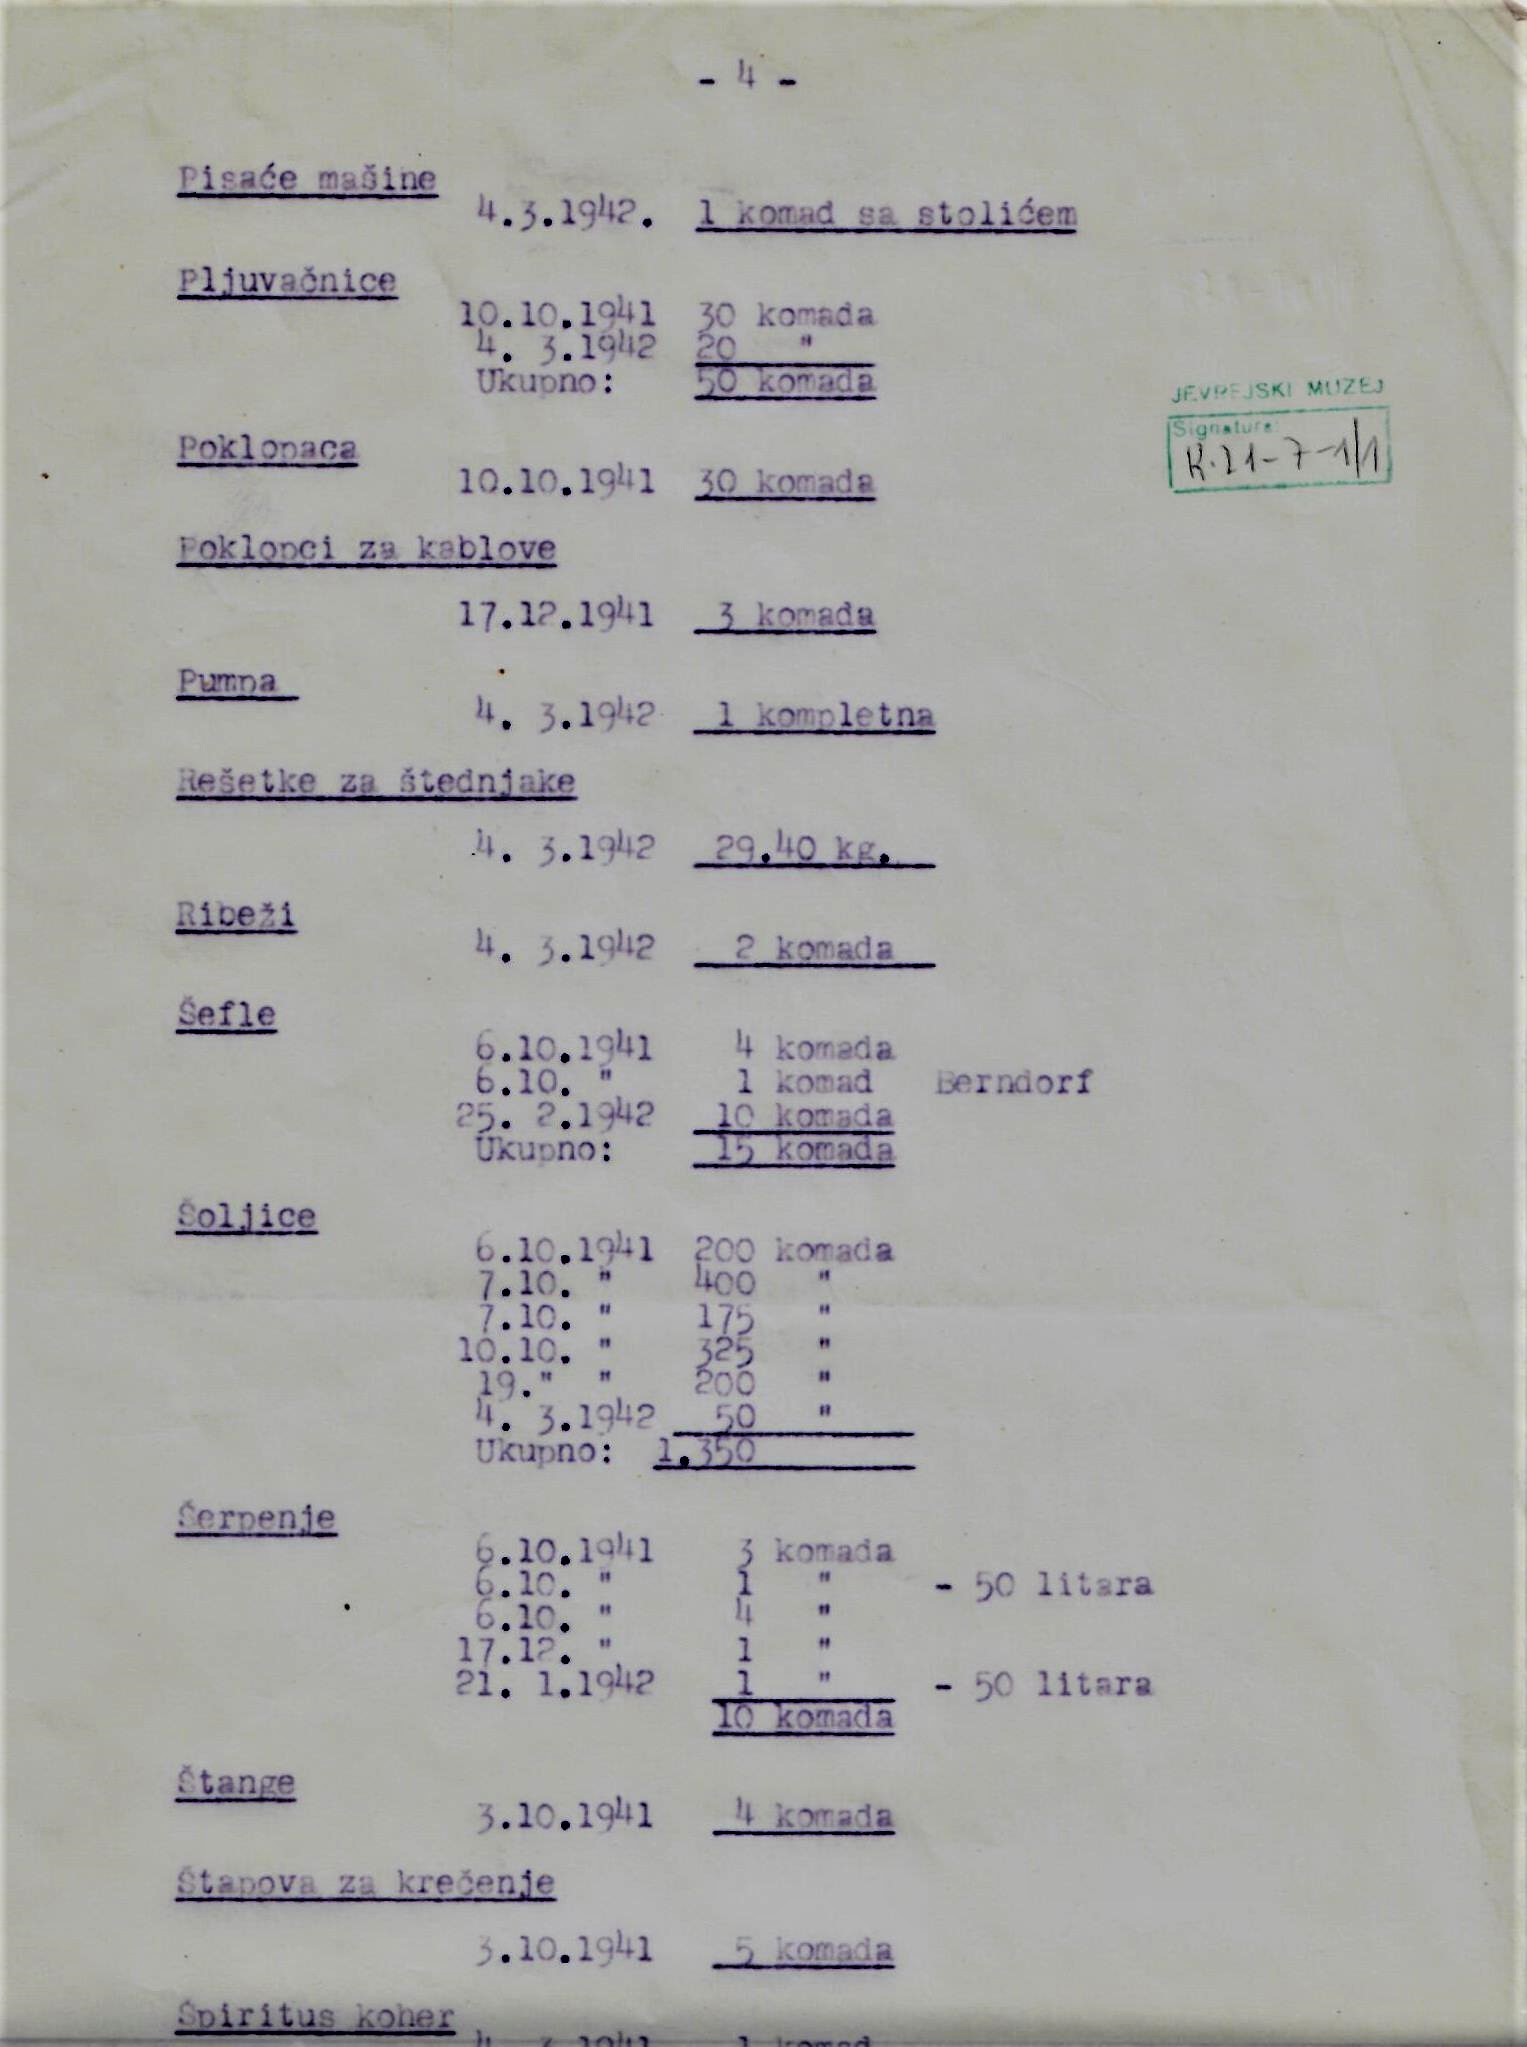 - 4 -
Pisaće mašine
4.3.1942. 1 komad sa stolićem
Pljuvačnice
10.10.1941 30 komada
4. 3.1942 20 "
Ukupno: 50 komada
JEVREJSKI MUZEJ
Signatura:
K.21-7-1/1
Poklopaca
10.10.1941 30 komada
Poklopci za kablove
17.12.1941 3 komada
Pumpa
4. 3.1942 1 kompletna
Rešetke za štednjake
4. 3.1942 29.40 kg.
Ribeži
4. 3.1942 2 komada
Šefle
6.10.1941 4 komada
6.10. " 1 komad Berndorf
25. 2.1942 10 komada
Ukupno: 15 komada
Šoljice
6.10.1941 200 komada
7.10. " 400 "
7.10. " 175 "
10.10. " 325 "
19." " 200 "
4. 3.1942 50 "
Ukupno: 1.350
Šerpenje
6.10.1941 3 komada
6.10. " 1 " - 50 litara
6.10. " 4 "
17.12. " 1 "
21. 1.1942 1 " - 50 litara
10 komada
Štange
3.10.1941 4 komada
Štapova za krečenje
3.10.1941 5 komada
Špiritus koher
4. 3.1941 1 komad